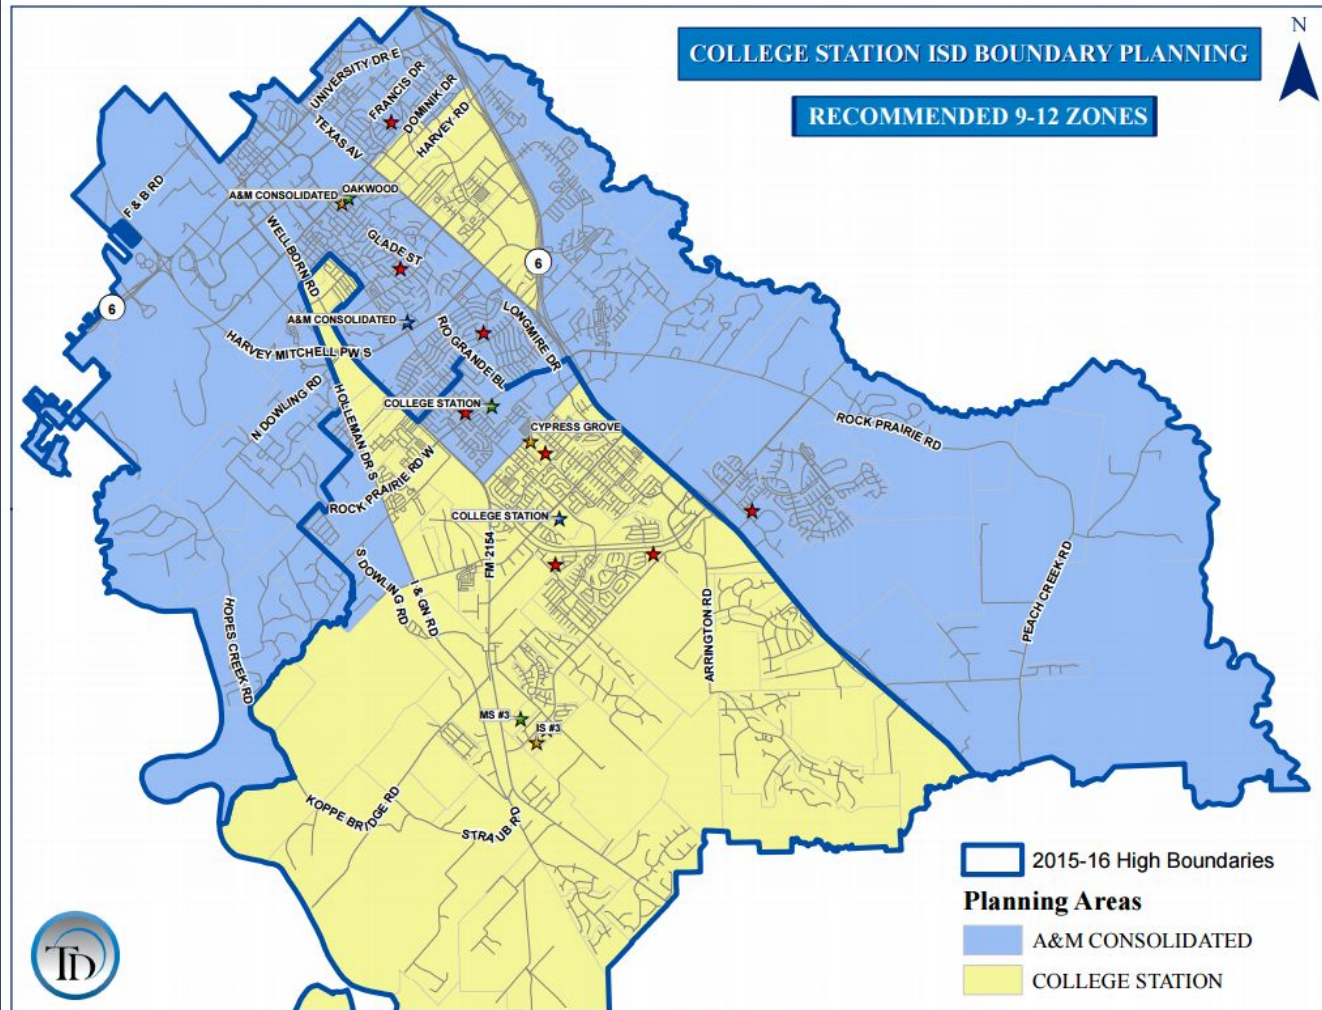 COLLEGE STATION ISD BOUNDARY PLANNING
N
RECOMMENDED 9-12 ZONES
UNIVERSITY DR E
FRANCIS DR
DOMINIK DR
HARVEY RD
TEXAS AV
F & B RD
A&M CONSOLIDATED
OAKWOOD
WELLBORN RD
GLADE ST
6
6
A&M CONSOLIDATED
RIO GRANDE BL
LONGMIRE DR
HARVEY MITCHELL PW S
N DOWLING RD
HOLLEMAN DR S
COLLEGE STATION
CYPRESS GROVE
ROCK PRAIRIE RD
ROCK PRAIRIE RD W
COLLEGE STATION
FM 2154
S DOWLING RD
I & GN RD
HOPES CREEK RD
ARRINGTON RD
PEACH CREEK RD
MS #3
IS #3
KOPPE BRIDGE RD
STRAUB RD
2015-16 High Boundaries
Planning Areas
A&M CONSOLIDATED
COLLEGE STATION
TD